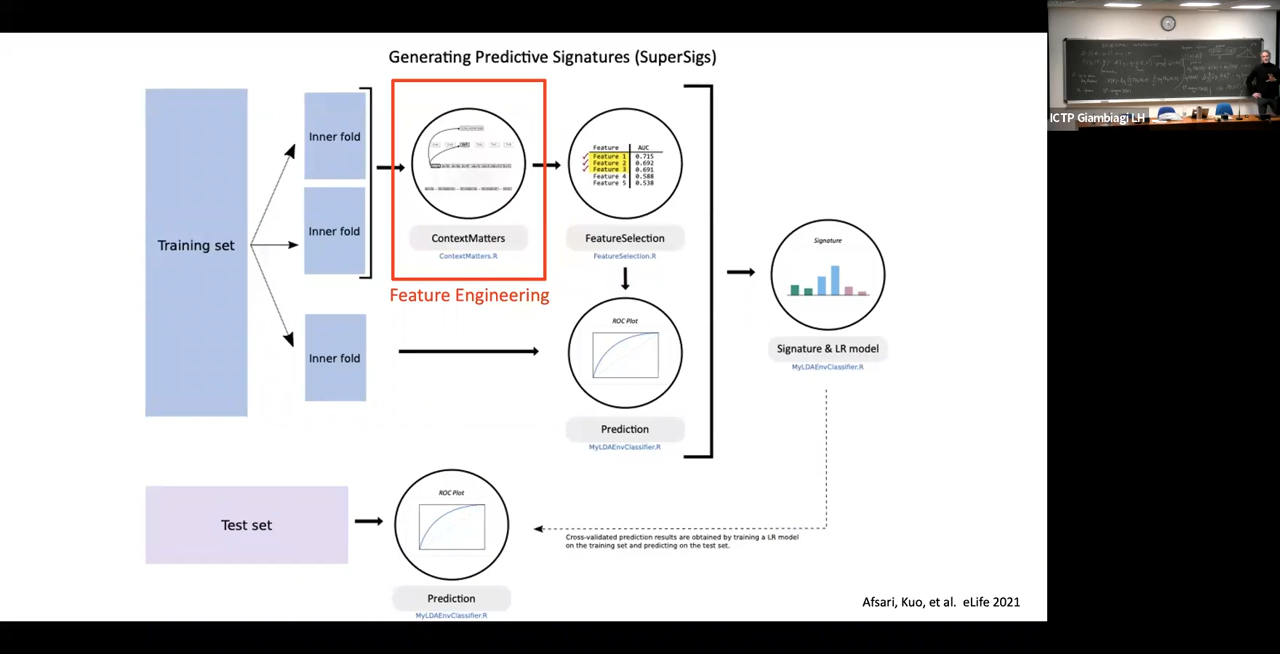 Generating Predictive Signatures (SuperSigs)
Training set
Inner fold
Inner fold
Inner fold
ContextMatters
ContextMatters.R
Feature Engineering
Feature AUC
Feature 1 0.715
Feature 2 0.692
Feature 3 0.691
Feature 4 0.588
Feature 5 0.538
FeatureSelection
FeatureSelection.R
ROC Plot
Prediction
MyLDAEnvClassifier.R
Signature
Signature & LR model
MyLDAEnvClassifier.R
Test set
ROC Plot
Prediction
MyLDAEnvClassifier.R
Cross-validated prediction results are obtained by training a LR model
on the training set and predicting on the test set.
Afsari, Kuo, et al. eLife 2021
ICTP Giambiagi LH